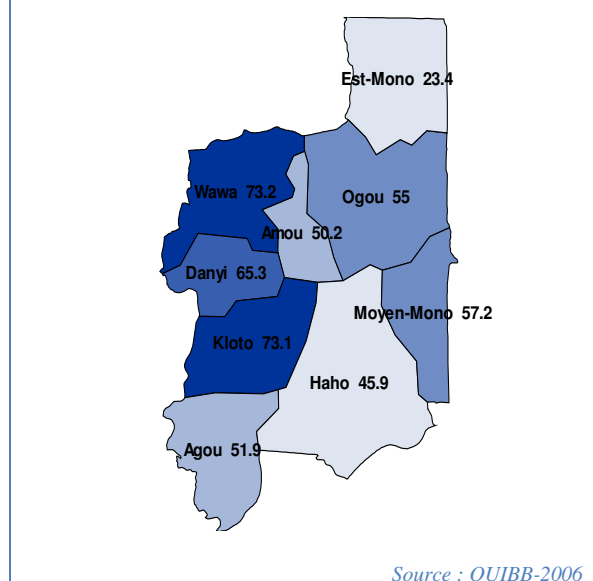 Est-Mono 23.4
Wawa 73.2
Ogou 55
Amou 50.2
Danyi 65.3
Moyen-Mono 57.2
Kloto 73.1
Haho 45.9
Agou 51.9
Source : QUIBB-2006